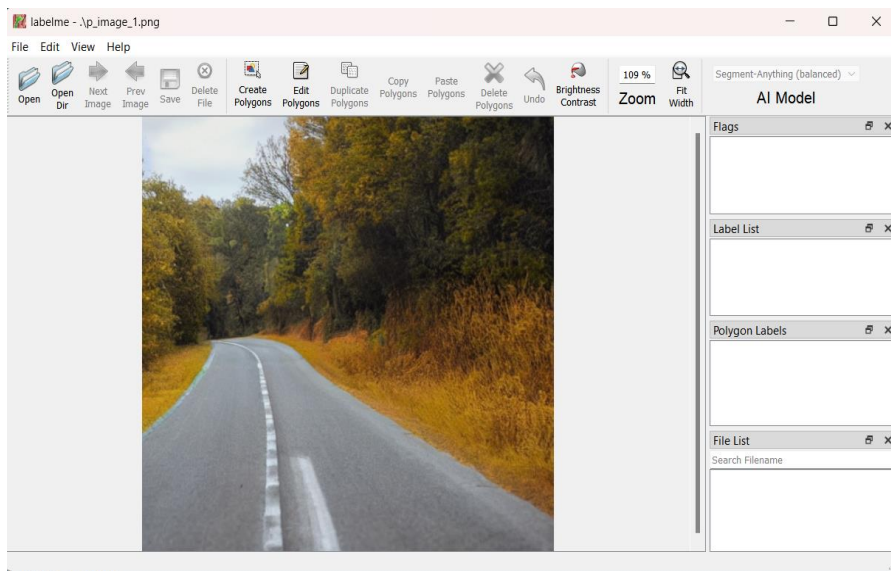 labelme - .\p_image_1.png
File Edit View Help
Open
Open Dir
Next Image
Prev Image
Save
Delete File
Create Polygons
Edit Polygons
Duplicate Polygons
Copy Polygons
Paste Polygons
Delete Polygons
Undo
Brightness Contrast
109 %
Zoom
Fit Width
Segment-Anything (balanced)
AI Model
Flags
Label List
Polygon Labels
File List
Search Filename